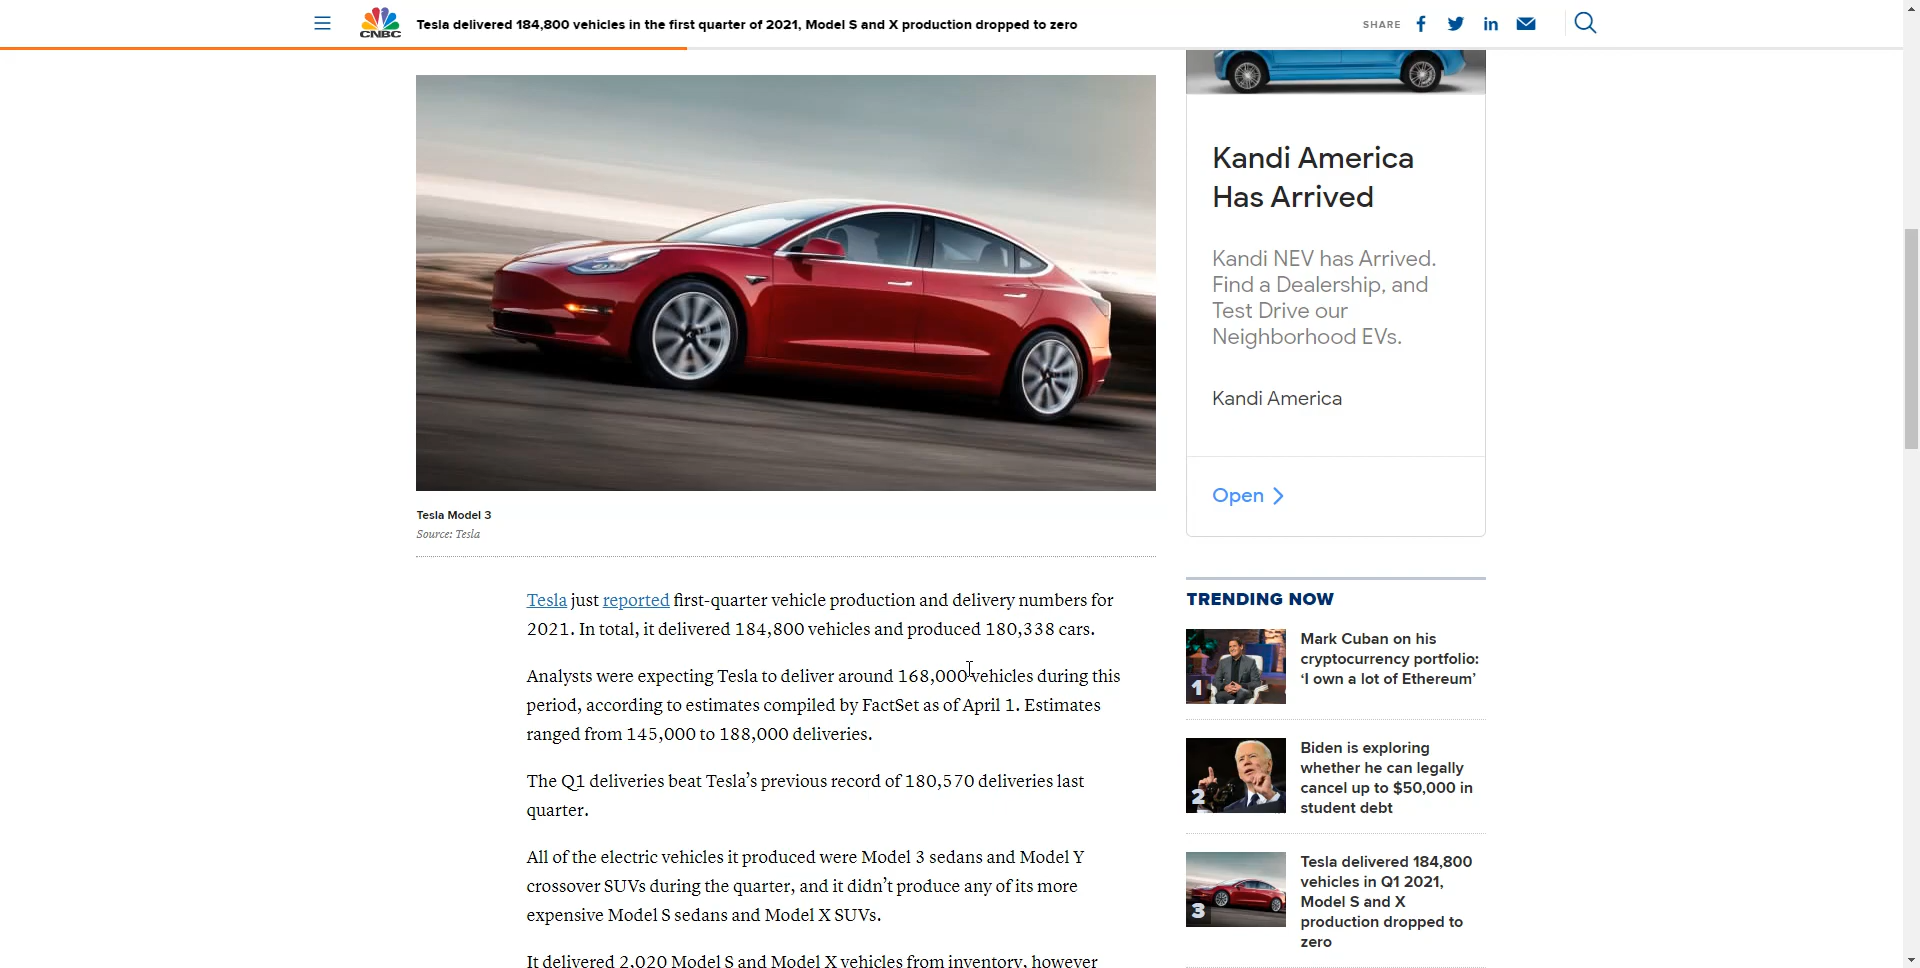 CNBC
Tesla delivered 184,800 vehicles in the first quarter of 2021, Model S and X production dropped to zero
SHARE
Tesla Model 3
Source: Tesla
Tesla just reported first-quarter vehicle production and delivery numbers for
2021. In total, it delivered 184,800 vehicles and produced 180,338 cars.
Analysts were expecting Tesla to deliver around 168,000 vehicles during this
period, according to estimates compiled by FactSet as of April 1. Estimates
ranged from 145,000 to 188,000 deliveries.
The Q1 deliveries beat Tesla’s previous record of 180,570 deliveries last
quarter.
All of the electric vehicles it produced were Model 3 sedans and Model Y
crossover SUVs during the quarter, and it didn’t produce any of its more
expensive Model S sedans and Model X SUVs.
It delivered 2,020 Model S and Model X vehicles from inventory, however
Kandi America
Has Arrived
Kandi NEV has Arrived.
Find a Dealership, and
Test Drive our
Neighborhood EVs.
Kandi America
Open
TRENDING NOW
1
Mark Cuban on his
cryptocurrency portfolio:
‘I own a lot of Ethereum’
2
Biden is exploring
whether he can legally
cancel up to $50,000 in
student debt
3
Tesla delivered 184,800
vehicles in Q1 2021,
Model S and X
production dropped to
zero